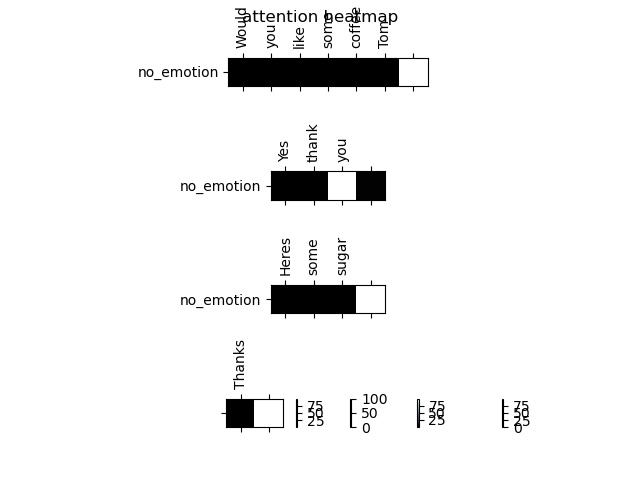 attention heatmap
Would you like some coffee Tom
no_emotion
Yes thank you
no_emotion
Heres some sugar
no_emotion
Thanks
75 100 75 75
50 50 50 50
25 0 25 25
0